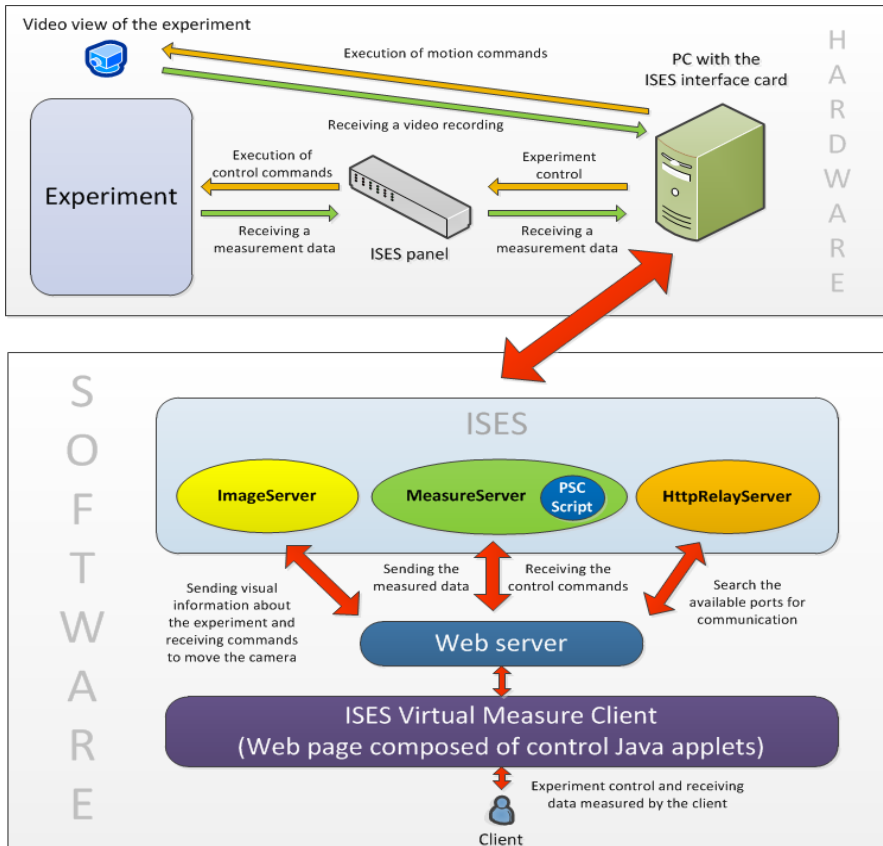 Video view of the experiment
Execution of motion commands
PC with the
ISES interface card
Receiving a video recording
Experiment
Execution of
control commands
Receiving a
measurement data
ISES panel
Experiment
control
Receiving a
measurement data
HARDWARE
SOFTWARE
ISES
ImageServer
MeasureServer
PSC
Script
HttpRelayServer
Sending visual
information about
the experiment and
receiving commands
to move the camera
Sending the
measured data
Receiving the
control commands
Search the
available ports for
communication
Web server
ISES Virtual Measure Client
(Web page composed of control Java applets)
Experiment control and receiving
data measured by the client
Client